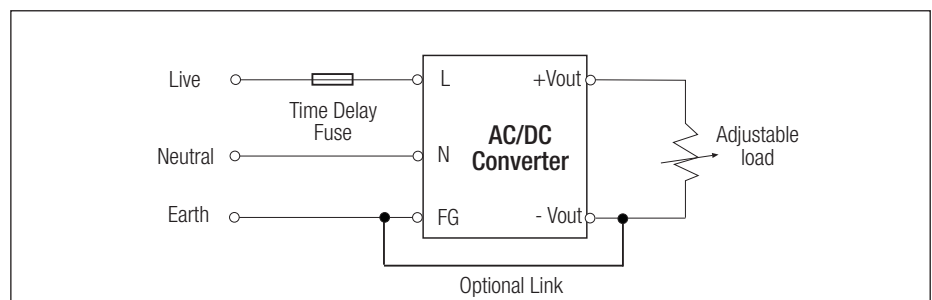 Live
L
+Vout
Time Delay
Fuse
AC/DC
Converter
Adjustable
load
Neutral
N
Earth
FG
- Vout
Optional Link